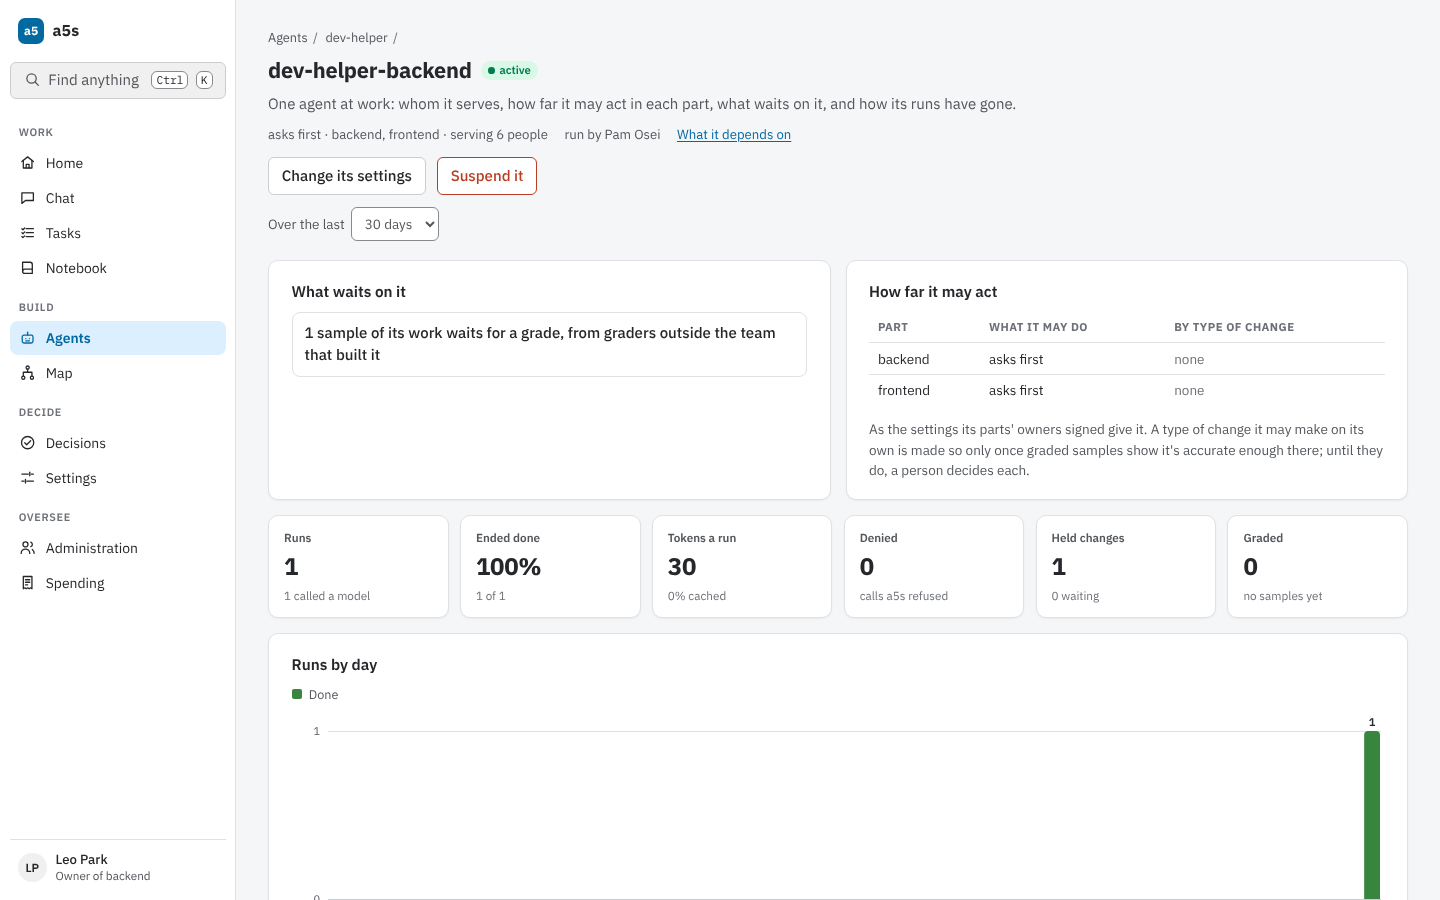 a5 a5s
Find anything Ctrl K
WORK
Home
Chat
Tasks
Notebook
BUILD
Agents
Map
DECIDE
Decisions
Settings
OVERSEE
Administration
Spending
LP Leo Park
Owner of backend
Agents / dev-helper /
dev-helper-backend active
One agent at work: whom it serves, how far it may act in each part, what waits on it, and how its runs have gone.
asks first · backend, frontend · serving 6 people run by Pam Osei What it depends on
Change its settings Suspend it
Over the last 30 days
What waits on it
1 sample of its work waits for a grade, from graders outside the team
that built it
How far it may act
PART WHAT IT MAY DO BY TYPE OF CHANGE
backend asks first none
frontend asks first none
As the settings its parts' owners signed give it. A type of change it may make on its
own is made so only once graded samples show it's accurate enough there; until they
do, a person decides each.
Runs
1
1 called a model
Ended done
100%
1 of 1
Tokens a run
30
0% cached
Denied
0
calls a5s refused
Held changes
1
0 waiting
Graded
0
no samples yet
Runs by day
Done
1
1
0